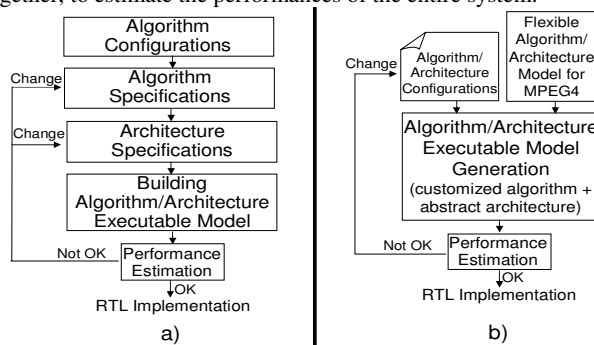 ogether, to estimate the performances of the entire system.
Algorithm
Configurations
Change
Algorithm
Specifications
Change
Architecture
Specifications
Building
Algorithm/Architecture
Executable Model
Not OK
Performance
Estimation
OK
RTL Implementation
a)
Change
Algorithm/
Architecture
Configurations
Flexible
Algorithm/
Architecture
Model for
MPEG4
Algorithm/Architecture
Executable Model
Generation
(customized algorithm +
abstract architecture)
Not OK
Performance
Estimation
OK
RTL Implementation
b)